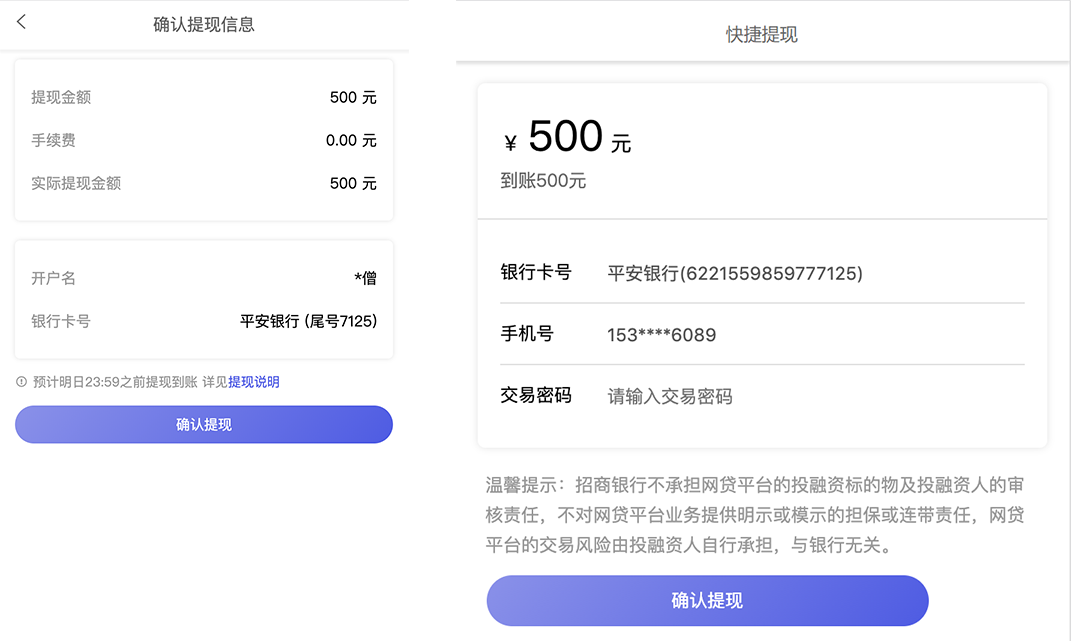 确认提现信息
提现金额 500 元
手续费 0.00 元
实际提现金额 500 元
开户名 *僧
银行卡号 平安银行 (尾号7125)
预计明日23:59之前提现到账 详见提现说明
确认提现
快捷提现
¥ 500 元
到账500元
银行卡号 平安银行(6221559859777125)
手机号 153****6089
交易密码 请输入交易密码
温馨提示：招商银行不承担网贷平台的投融资标的物及投融资人的审
核责任，不对网贷平台业务提供明示或模示的担保或连带责任，网贷
平台的交易风险由投融资人自行承担，与银行无关。
确认提现